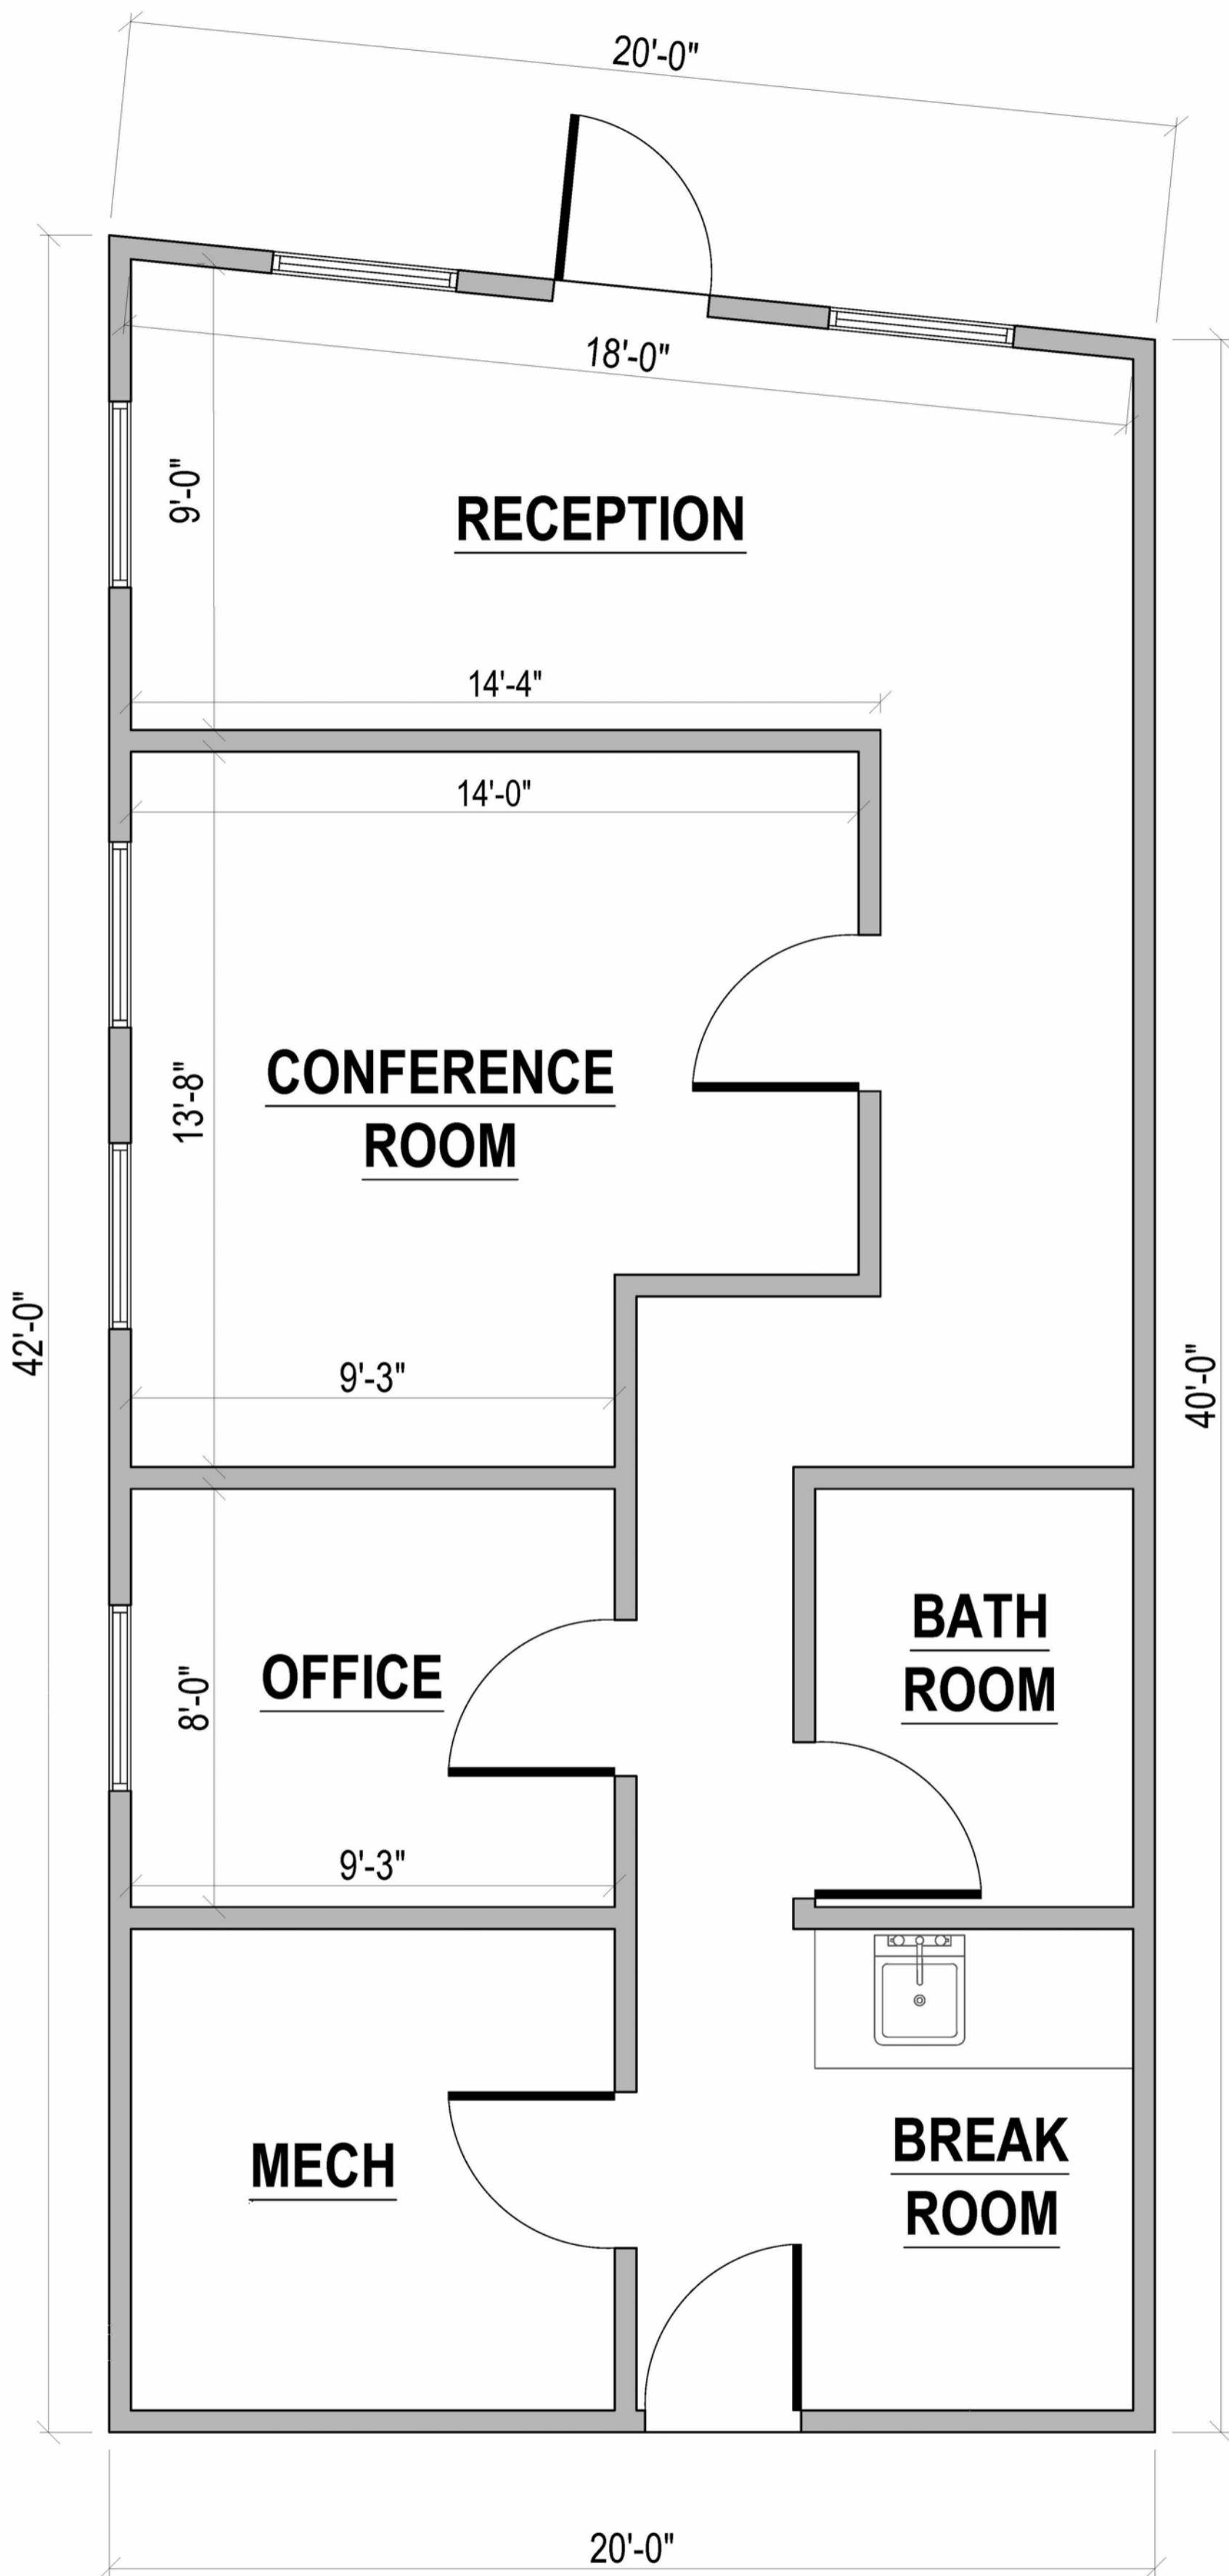 20'-0"
18'-0"
9'-0"
RECEPTION
14'-4"
14'-0"
CONFERENCE
ROOM
13'-8"
42'-0"
40'-0"
9'-3"
BATH
ROOM
OFFICE
8'-0"
9'-3"
BREAK
ROOM
MECH
20'-0"